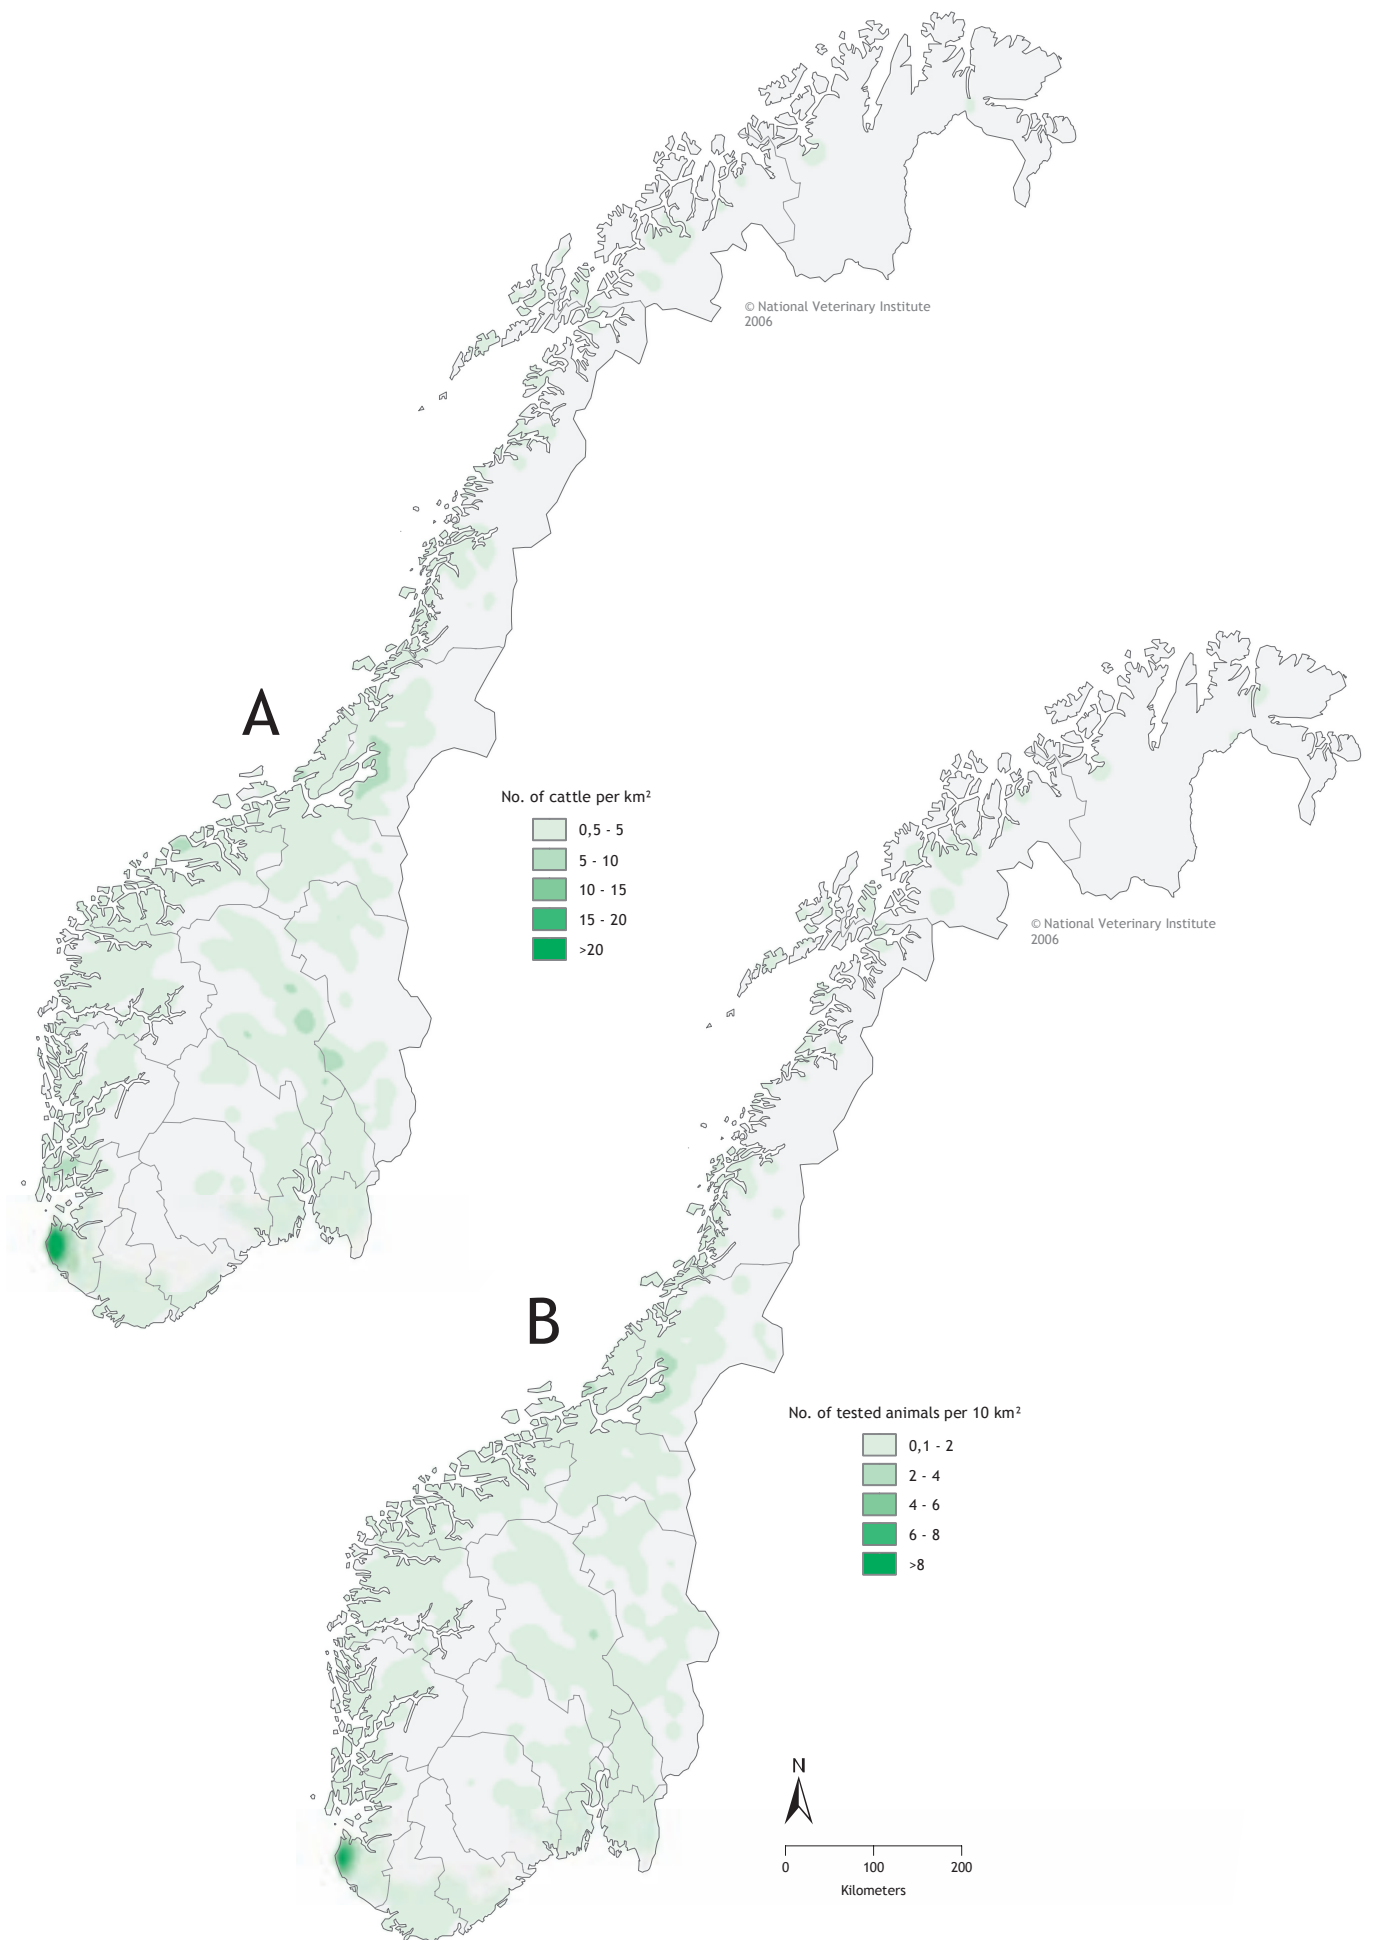 © National Veterinary Institute
2006
A
No. of cattle per km²
0,5 - 5
5 - 10
10 - 15
15 - 20
>20
© National Veterinary Institute
2006
B
No. of tested animals per 10 km²
0,1 - 2
2 - 4
4 - 6
6 - 8
>8
N
0 100 200
Kilometers